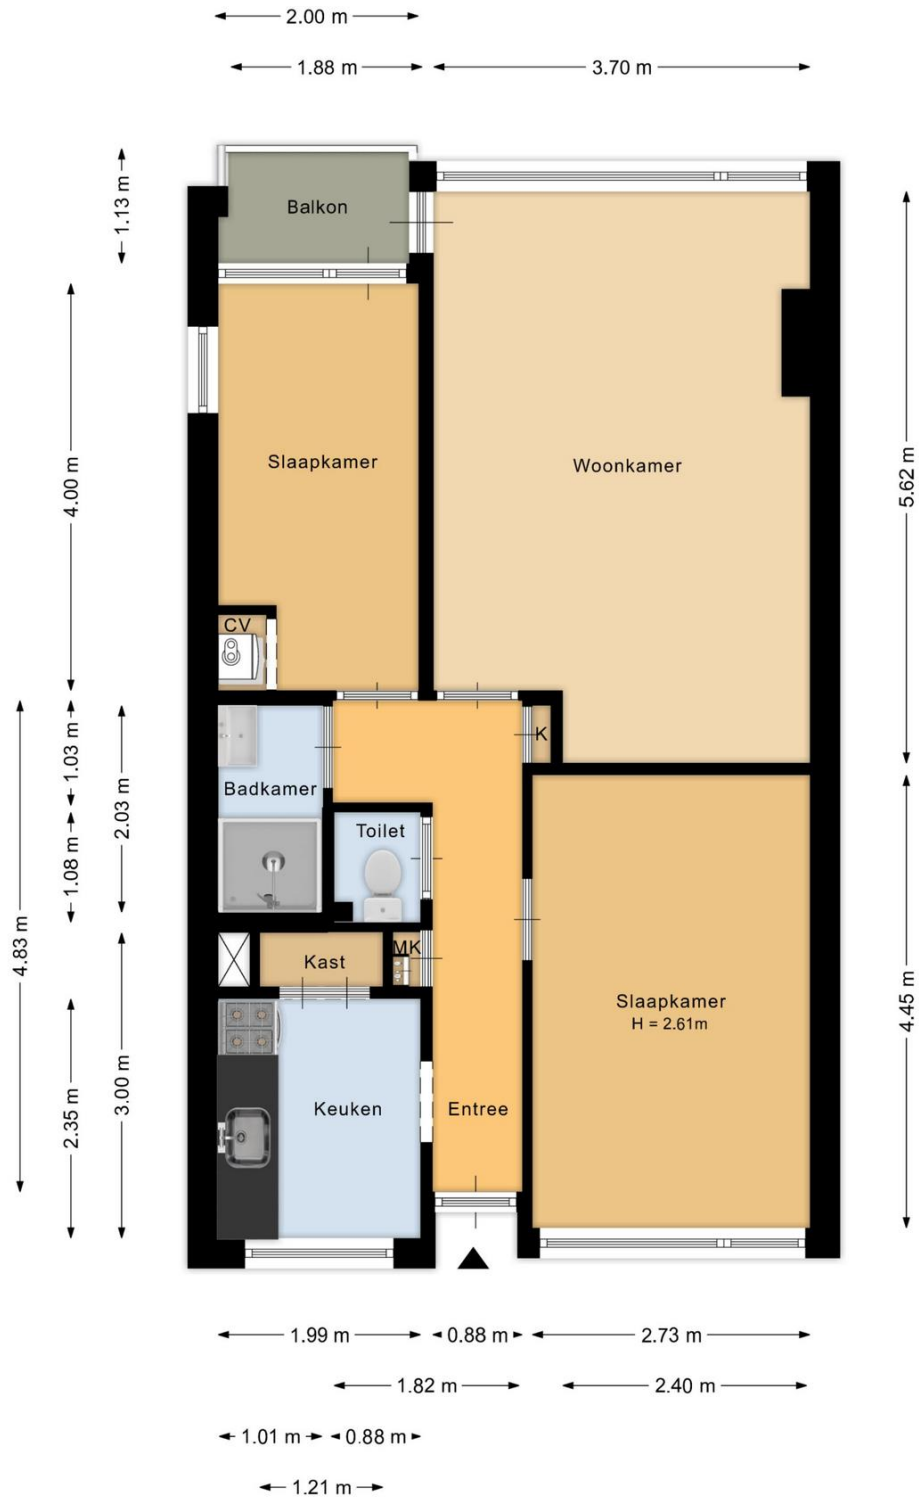 2.00 m
1.88 m
3.70 m
1.13 m
Balkon
4.00 m
Slaapkamer
Woonkamer
5.62 m
CV
K
1.03 m
2.03 m
Badkamer
1.08 m
Toilet
4.83 m
MK
Kast
Slaapkamer
H = 2.61m
4.45 m
3.00 m
2.35 m
Keuken
Entree
1.99 m
0.88 m
2.73 m
1.82 m
2.40 m
1.01 m
0.88 m
1.21 m